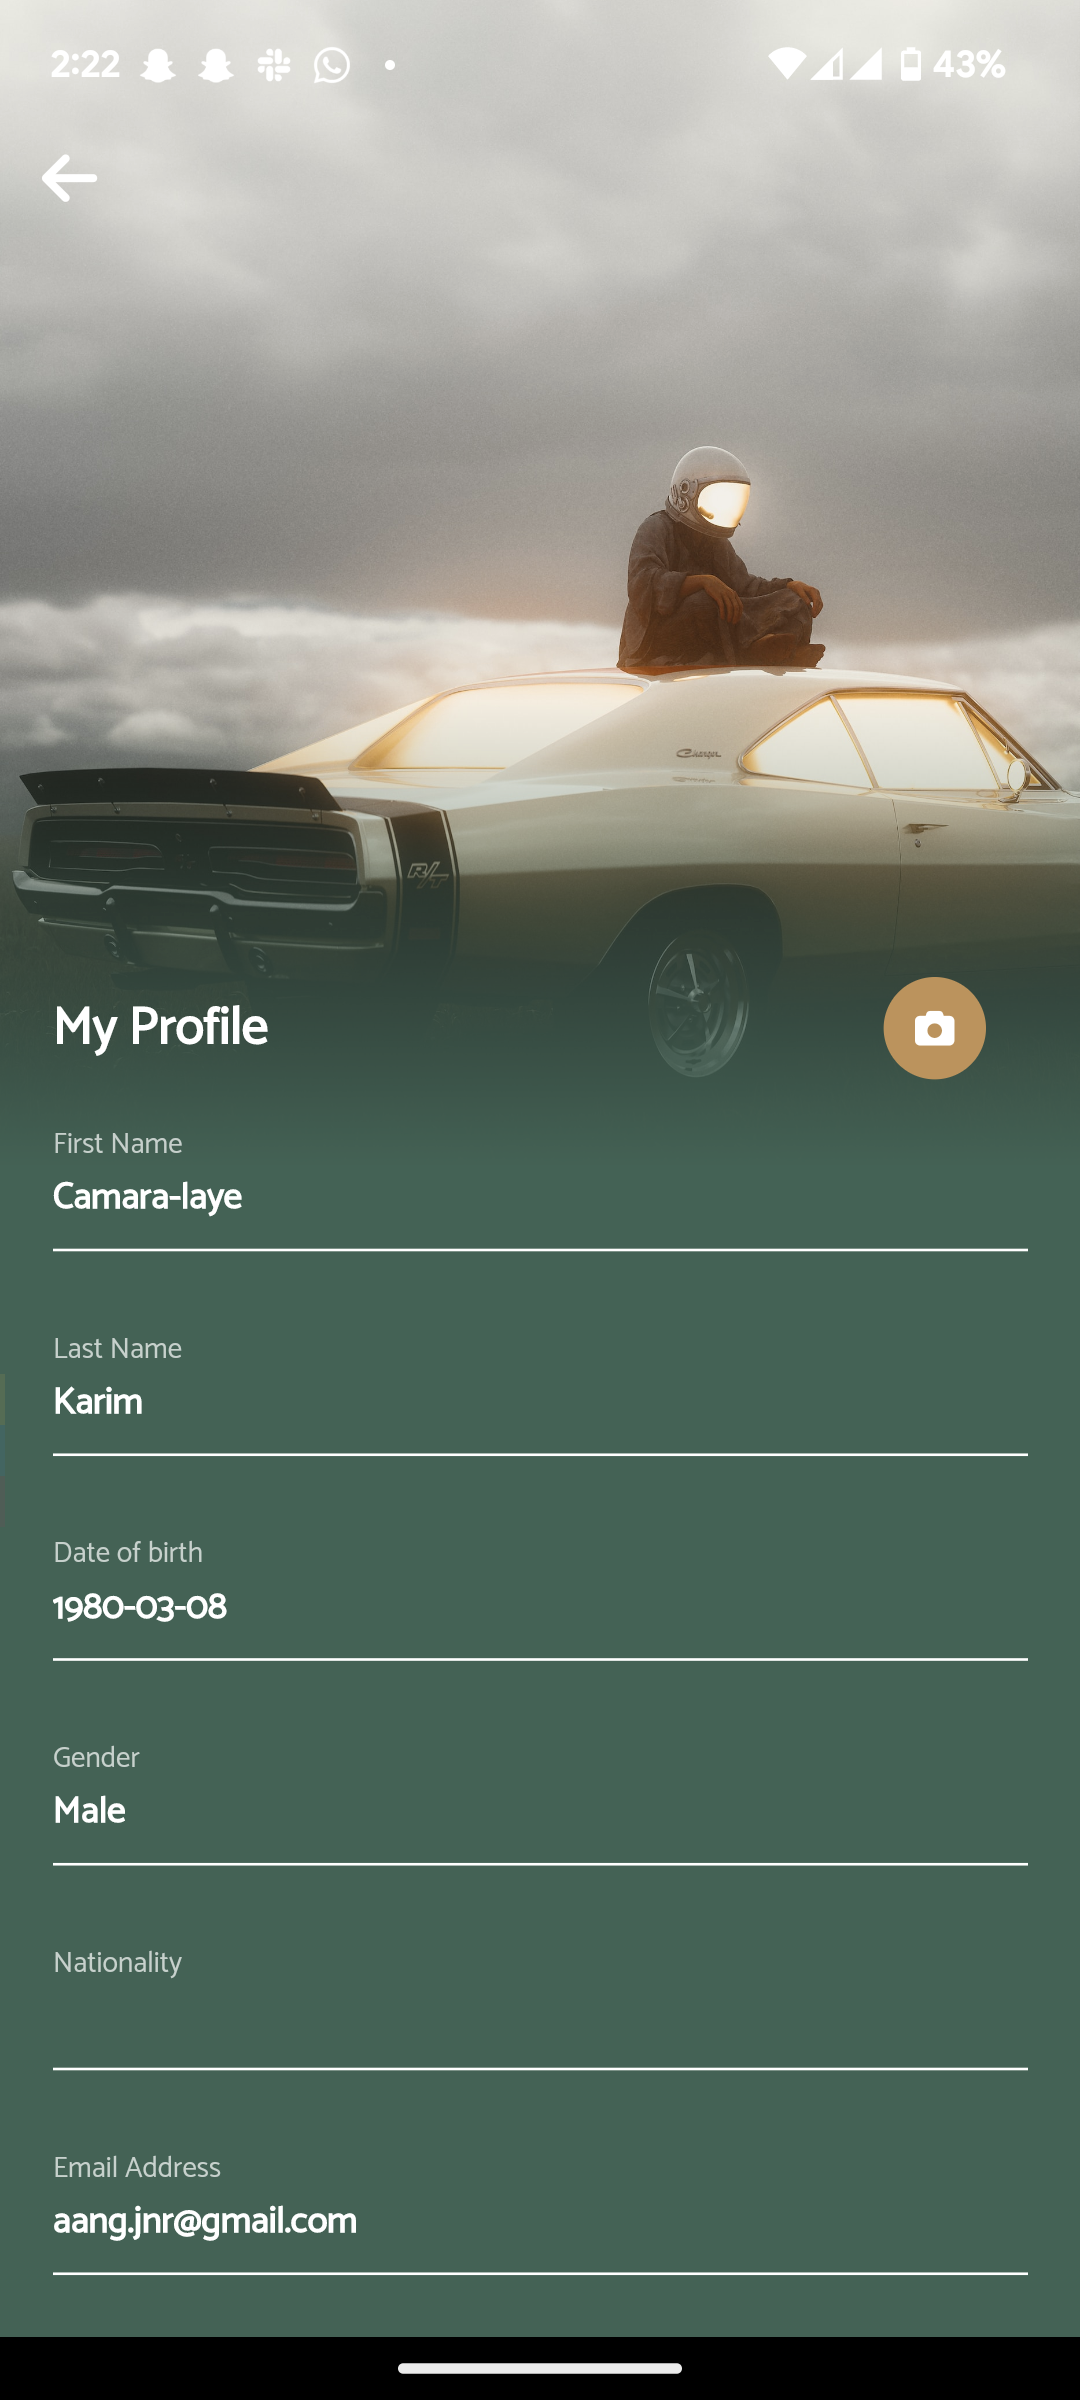 2:22
43%
Charger
R/T
My Profile
First Name
Camara-laye
Last Name
Karim
Date of birth
1980-03-08
Gender
Male
Nationality
Email Address
aang.jnr@gmail.com